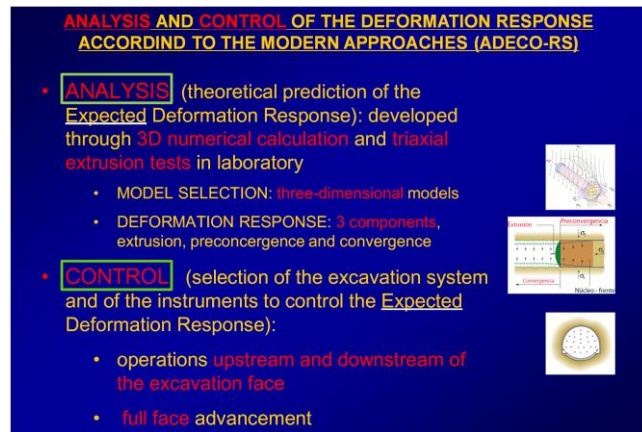 ANALYSIS AND CONTROL OF THE DEFORMATION RESPONSE
ACCORDIND TO THE MODERN APPROACHES (ADECO-RS)
• ANALYSIS (theoretical prediction of the
Expected Deformation Response): developed
through 3D numerical calculation and triaxial
extrusion tests in laboratory
• MODEL SELECTION: three-dimensional models
• DEFORMATION RESPONSE: 3 components,
extrusion, preconcergence and convergence
Extrusión
Preconvergencia
Convergencia
Núcleo - frente
• CONTROL (selection of the excavation system
and of the instruments to control the Expected
Deformation Response):
• operations upstream and downstream of
the excavation face
• full face advancement